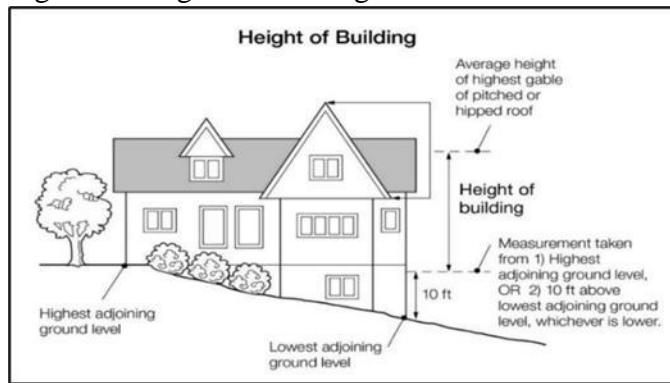 Height of Building
Average height
of highest gable
of pitched or
hipped roof
Height of
building
Measurement taken
from 1) Highest
adjoining ground level,
OR 2) 10 ft above
lowest adjoining ground
level, whichever is lower.
10 ft
Highest adjoining
ground level
Lowest adjoining
ground level